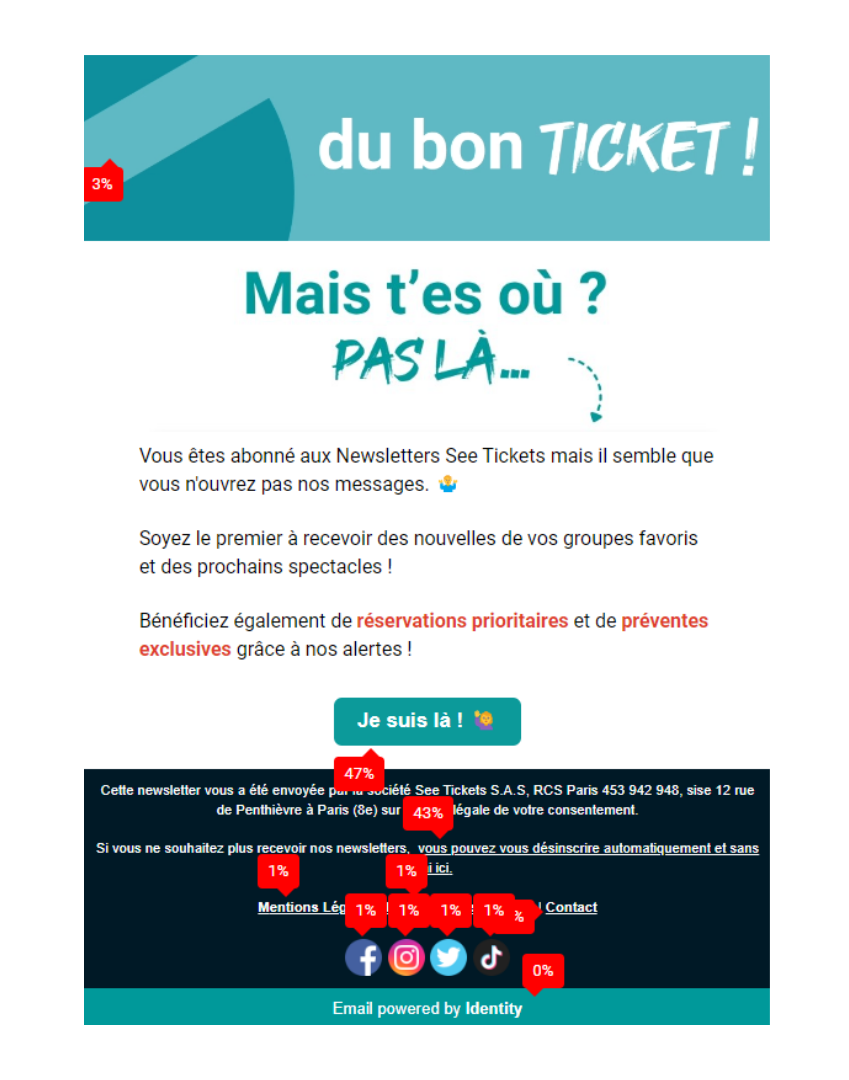 du bon TICKET !
3%
Mais t'es où ?
PAS LÀ...
Vous êtes abonné aux Newsletters See Tickets mais il semble que
vous n'ouvrez pas nos messages. 🤷
Soyez le premier à recevoir des nouvelles de vos groupes favoris
et des prochains spectacles !
Bénéficiez également de réservations prioritaires et de préventes
exclusives grâce à nos alertes !
Je suis là ! 🙋
47%
Cette newsletter vous a été envoyée par la société See Tickets S.A.S, RCS Paris 453 942 948, sise 12 rue
de Penthièvre à Paris (8e) sur 43% légale de votre consentement.
Si vous ne souhaitez plus recevoir nos newsletters, vous pouvez vous désinscrire automatiquement et sans
1% 1% ici.
Mentions Lég 1% 1% 1% 1% % | Contact
0%
Email powered by Identity